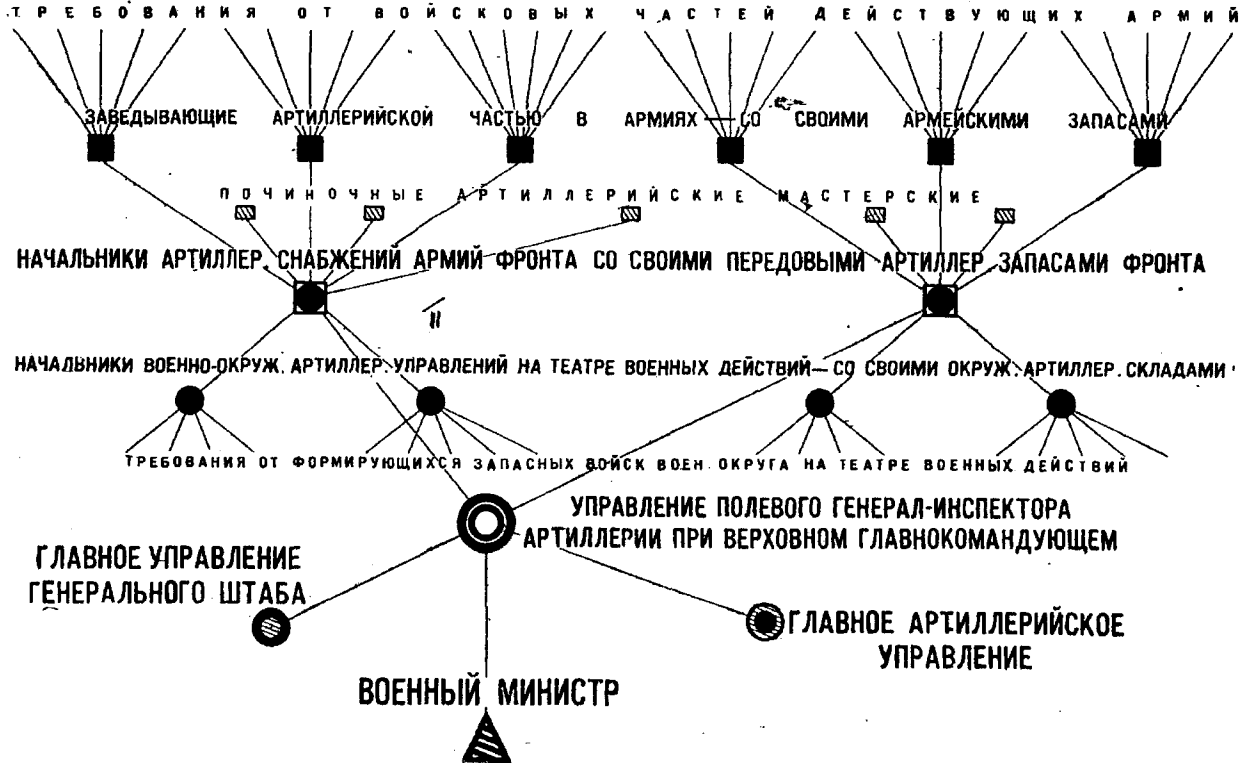 ТРЕБОВАНИЯ ОТ ВОЙСКОВЫХ ЧАСТЕЙ ДЕЙСТВУЮЩИХ АРМИЙ
ЗАВЕДЫВАЮЩИЕ АРТИЛЛЕРИЙСКОЙ ЧАСТЬЮ В АРМИЯХ — СО СВОИМИ АРМЕЙСКИМИ ЗАПАСАМИ
ПОЧИНОЧНЫЕ АРТИЛЛЕРИЙСКИЕ МАСТЕРСКИЕ
НАЧАЛЬНИКИ АРТИЛЛЕР. СНАБЖЕНИЙ АРМИЙ ФРОНТА СО СВОИМИ ПЕРЕДОВЫМИ АРТИЛЛЕР. ЗАПАСАМИ ФРОНТА
НАЧАЛЬНИКИ ВОЕННО-ОКРУЖ. АРТИЛЛЕР. УПРАВЛЕНИЙ НА ТЕАТРЕ ВОЕННЫХ ДЕЙСТВИЙ — СО СВОИМИ ОКРУЖ. АРТИЛЛЕР. СКЛАДАМИ
ТРЕБОВАНИЯ ОТ ФОРМИРУЮЩИХСЯ ЗАПАСНЫХ ВОЙСК ВОЕН. ОКРУГА НА ТЕАТРЕ ВОЕННЫХ ДЕЙСТВИЙ
УПРАВЛЕНИЕ ПОЛЕВОГО ГЕНЕРАЛ-ИНСПЕКТОРА
АРТИЛЛЕРИИ ПРИ ВЕРХОВНОМ ГЛАВНОКОМАНДУЮЩЕМ
ГЛАВНОЕ УПРАВЛЕНИЕ
ГЕНЕРАЛЬНОГО ШТАБА
ГЛАВНОЕ АРТИЛЛЕРИЙСКОЕ
УПРАВЛЕНИЕ
ВОЕННЫЙ МИНИСТР